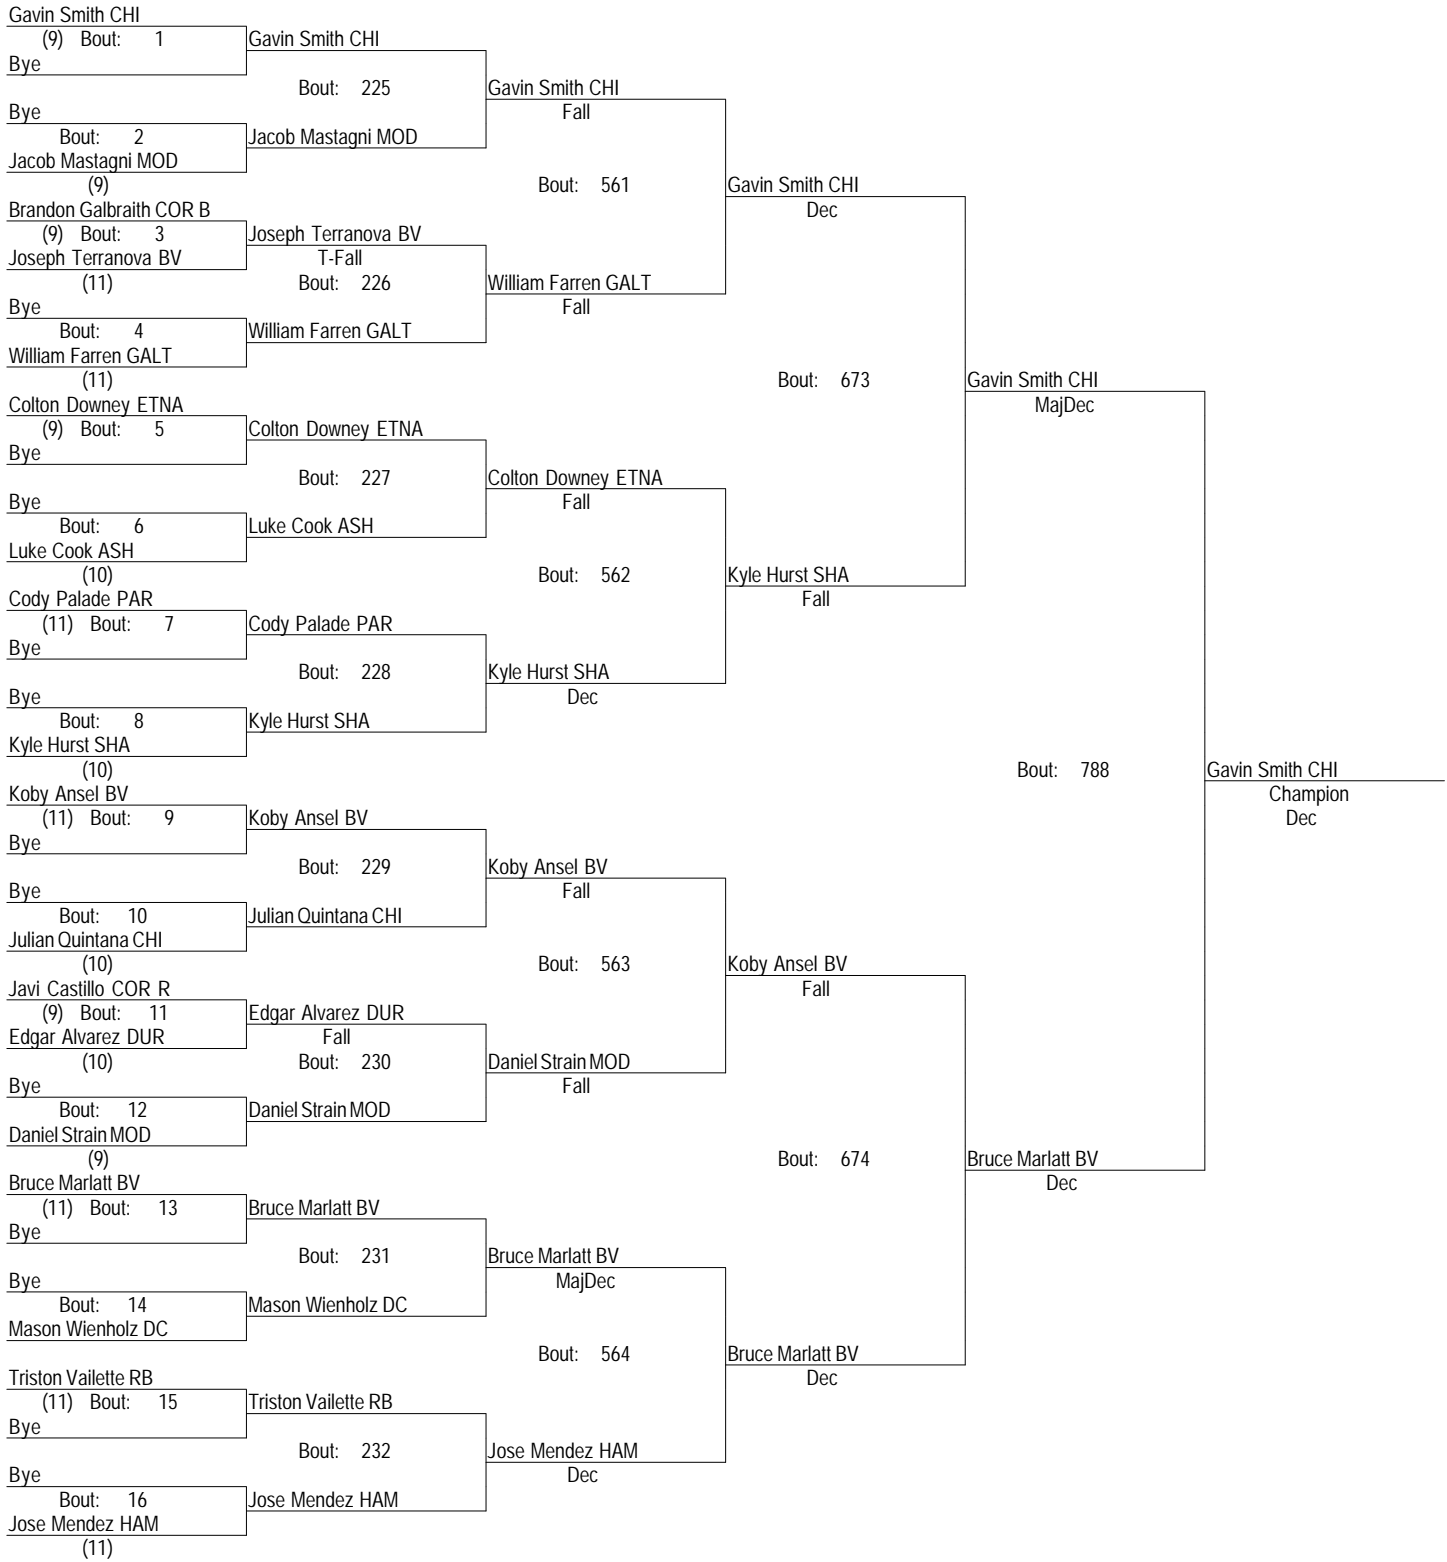 Gavin Smith CHI
(9) Bout: 1
Gavin Smith CHI
Bye
Bout: 225
Gavin Smith CHI
Bye
Fall
Bout: 2
Jacob Mastagni MOD
Jacob Mastagni MOD
(9)
Bout: 561
Gavin Smith CHI
Brandon Galbraith COR B
Dec
(9) Bout: 3
Joseph Terranova BV
Joseph Terranova BV
T-Fall
(11)
Bout: 226
William Farren GALT
Bye
Fall
Bout: 4
William Farren GALT
William Farren GALT
(11)
Bout: 673
Gavin Smith CHI
Colton Downey ETNA
MajDec
(9) Bout: 5
Colton Downey ETNA
Bye
Bout: 227
Colton Downey ETNA
Bye
Fall
Bout: 6
Luke Cook ASH
Luke Cook ASH
(10)
Bout: 562
Kyle Hurst SHA
Cody Palade PAR
Fall
(11) Bout: 7
Cody Palade PAR
Bye
Bout: 228
Kyle Hurst SHA
Bye
Dec
Bout: 8
Kyle Hurst SHA
Kyle Hurst SHA
(10)
Bout: 788
Gavin Smith CHI
Koby Ansel BV
Champion
(11) Bout: 9
Koby Ansel BV
Dec
Bye
Bout: 229
Koby Ansel BV
Bye
Fall
Bout: 10
Julian Quintana CHI
Julian Quintana CHI
(10)
Bout: 563
Koby Ansel BV
Javi Castillo COR R
Fall
(9) Bout: 11
Edgar Alvarez DUR
Edgar Alvarez DUR
Fall
(10)
Bout: 230
Daniel Strain MOD
Bye
Fall
Bout: 12
Daniel Strain MOD
Daniel Strain MOD
(9)
Bout: 674
Bruce Marlatt BV
Bruce Marlatt BV
Dec
(11) Bout: 13
Bruce Marlatt BV
Bye
Bout: 231
Bruce Marlatt BV
Bye
MajDec
Bout: 14
Mason Wienholz DC
Mason Wienholz DC
Bout: 564
Bruce Marlatt BV
Triston Vailette RB
Dec
(11) Bout: 15
Triston Vailette RB
Bye
Bout: 232
Jose Mendez HAM
Bye
Dec
Bout: 16
Jose Mendez HAM
Jose Mendez HAM
(11)